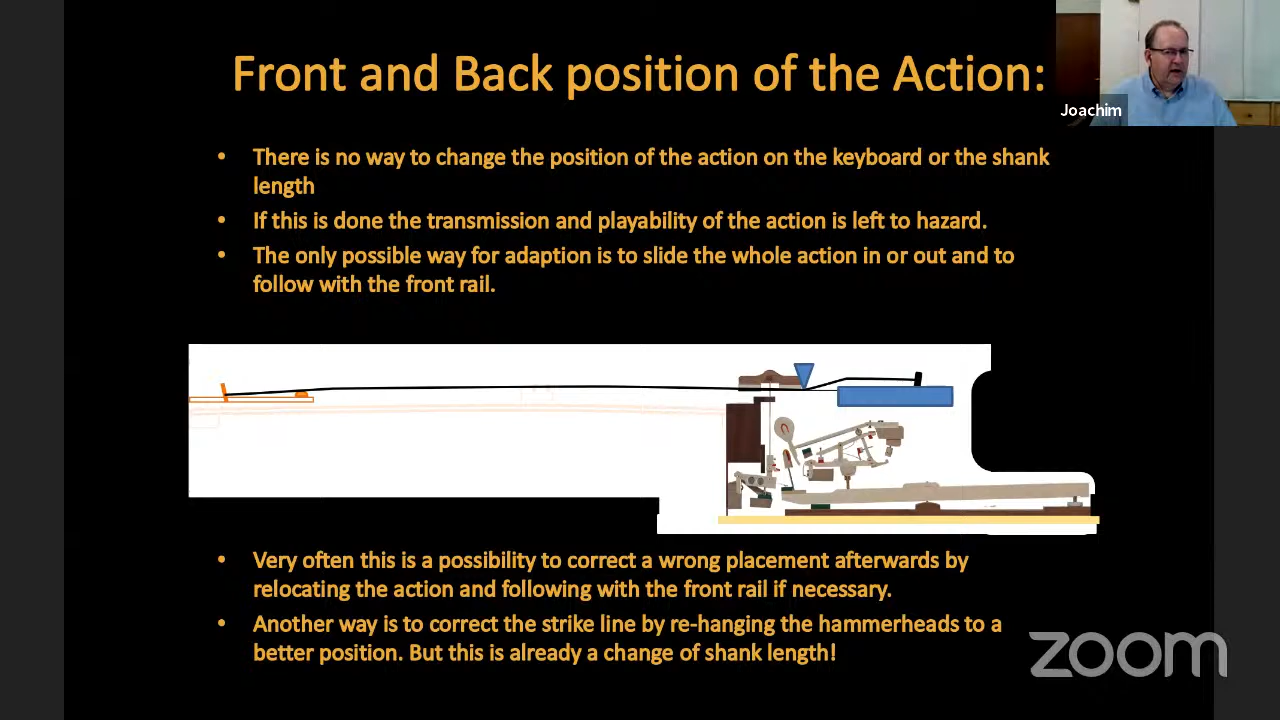 Front and Back position of the Action:
Joachim
• There is no way to change the position of the action on the keyboard or the shank
length
• If this is done the transmission and playability of the action is left to hazard.
• The only possible way for adaption is to slide the whole action in or out and to
follow with the front rail.
• Very often this is a possibility to correct a wrong placement afterwards by
relocating the action and following with the front rail if necessary.
• Another way is to correct the strike line by re-hanging the hammerheads to a
better position. But this is already a change of shank length!
zoom